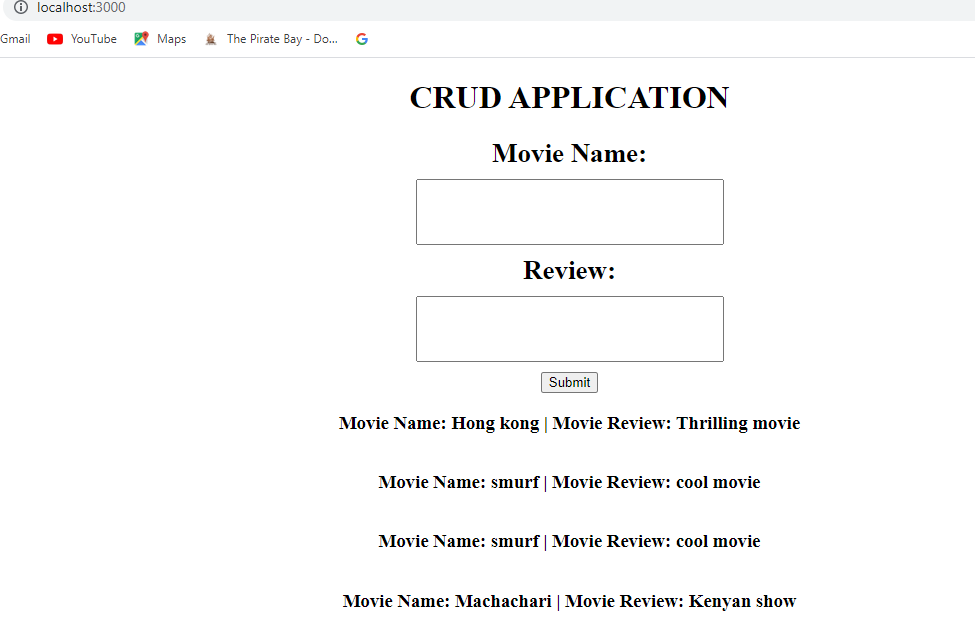 localhost:3000
Gmail YouTube Maps The Pirate Bay - Do... G
CRUD APPLICATION
Movie Name:
Review:
Submit
Movie Name: Hong kong | Movie Review: Thrilling movie
Movie Name: smurf | Movie Review: cool movie
Movie Name: smurf | Movie Review: cool movie
Movie Name: Machachari | Movie Review: Kenyan show